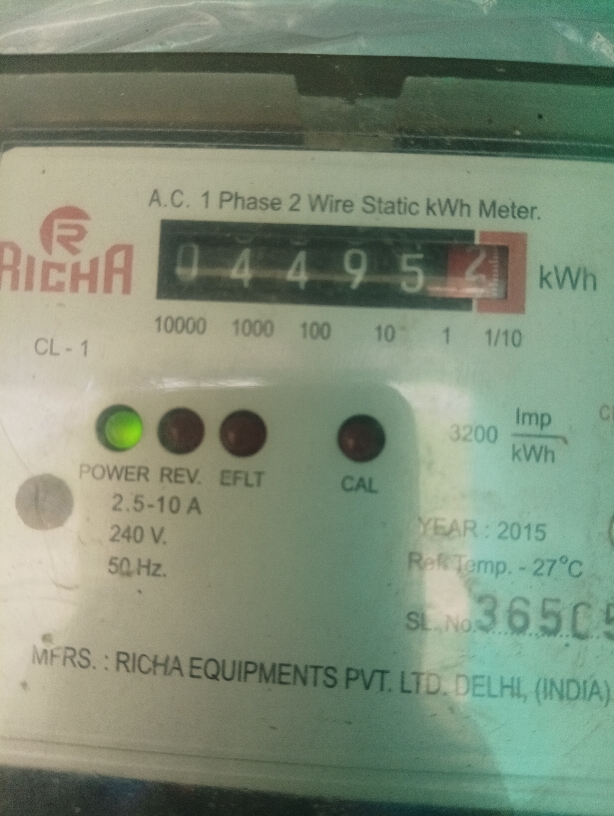 A.C. 1 Phase 2 Wire Static kWh Meter.
RICHA
0 4 4 9 5 2 kWh
10000 1000 100 10 1 1/10
CL - 1
3200 Imp
kWh
POWER REV. EFLT CAL
2.5-10 A
240 V.
50 Hz.
YEAR : 2015
Ref. Temp. - 27°C
SL. No.
MFRS. : RICHA EQUIPMENTS PVT. LTD. DELHI, (INDIA)